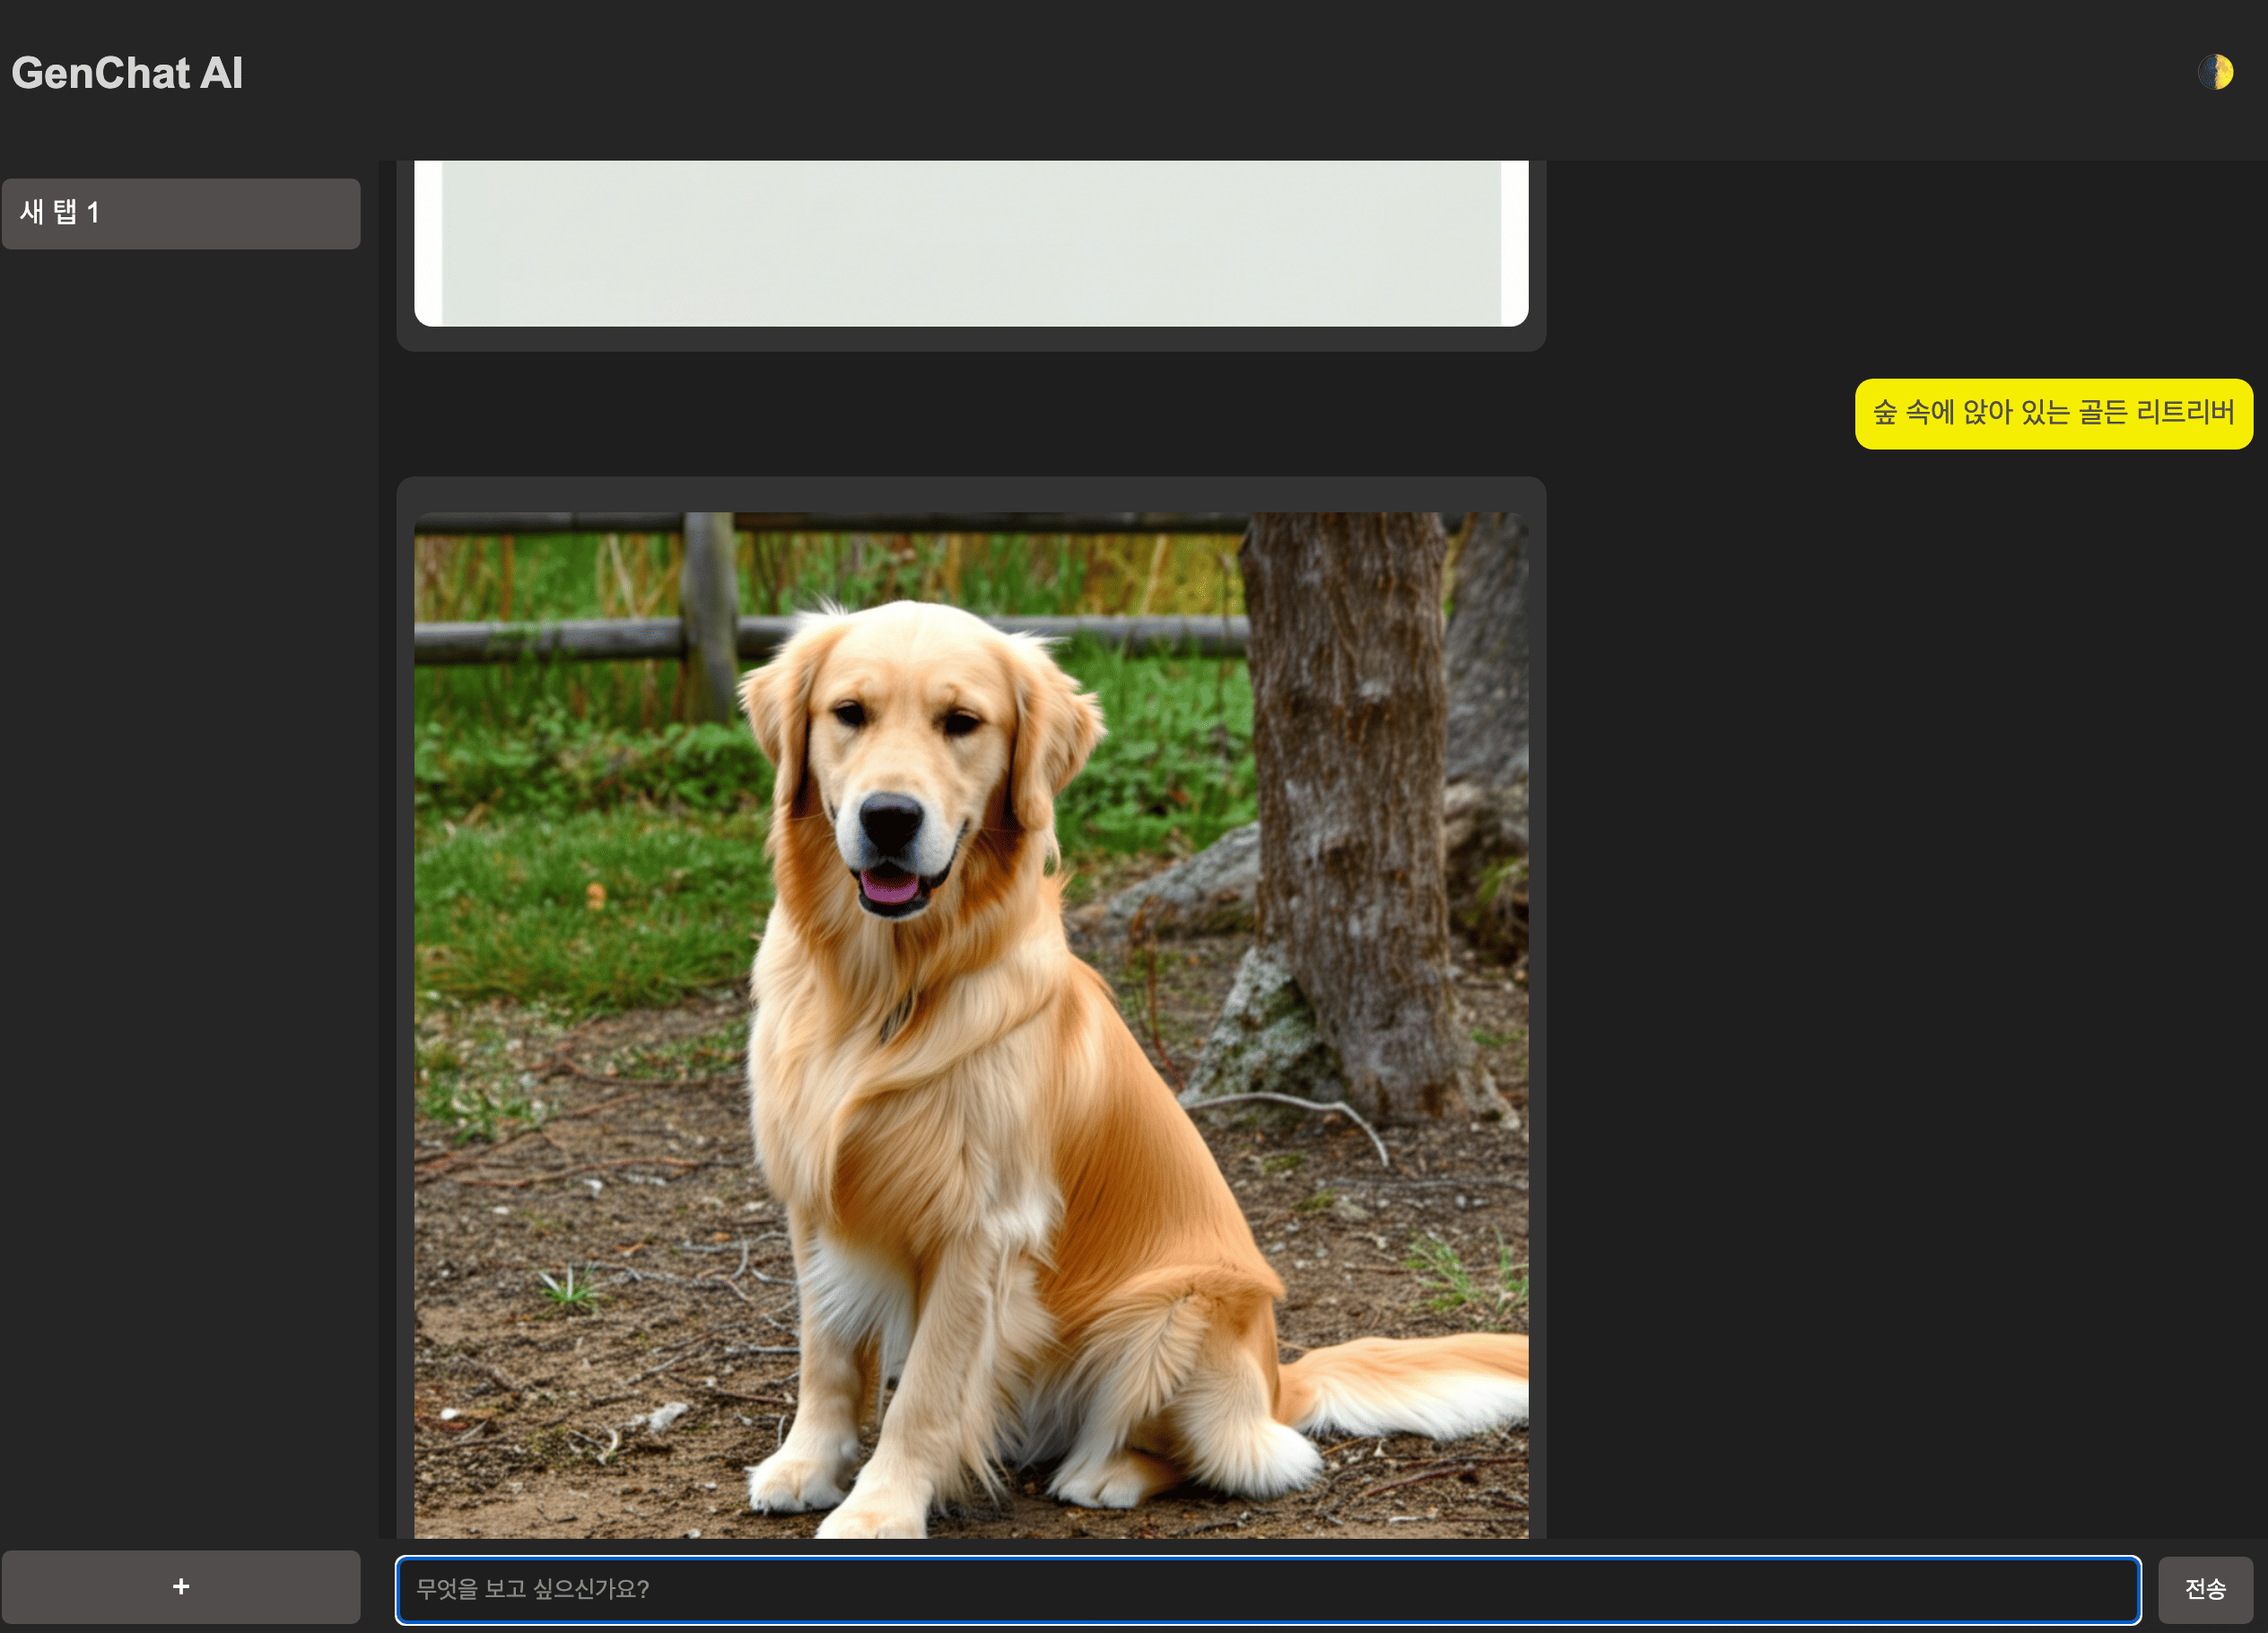 GenChat AI
새 탭 1
숲 속에 앉아 있는 골든 리트리버
+
무엇을 보고 싶으신가요?
전송